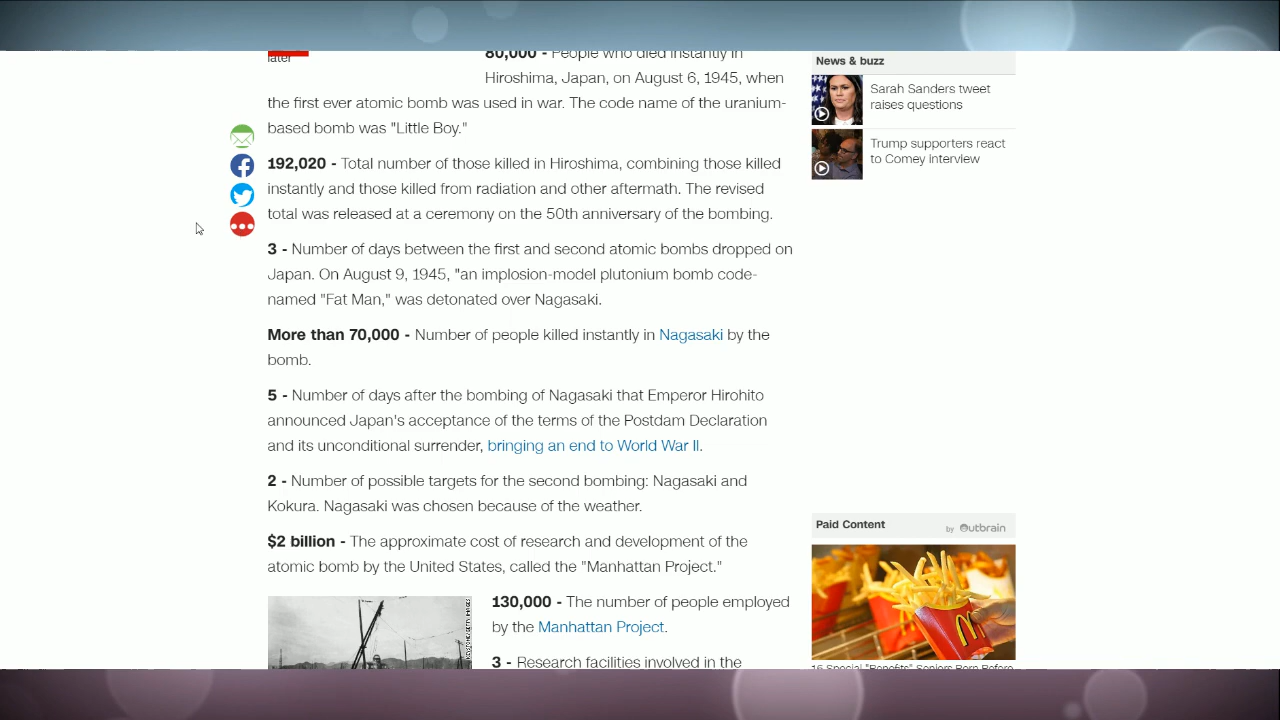 later
80,000 - People who died instantly in
Hiroshima, Japan, on August 6, 1945, when
the first ever atomic bomb was used in war. The code name of the uranium-
based bomb was "Little Boy."
192,020 - Total number of those killed in Hiroshima, combining those killed
instantly and those killed from radiation and other aftermath. The revised
total was released at a ceremony on the 50th anniversary of the bombing.
3 - Number of days between the first and second atomic bombs dropped on
Japan. On August 9, 1945, "an implosion-model plutonium bomb code-
named "Fat Man," was detonated over Nagasaki.
More than 70,000 - Number of people killed instantly in Nagasaki by the
bomb.
5 - Number of days after the bombing of Nagasaki that Emperor Hirohito
announced Japan's acceptance of the terms of the Postdam Declaration
and its unconditional surrender, bringing an end to World War II.
2 - Number of possible targets for the second bombing: Nagasaki and
Kokura. Nagasaki was chosen because of the weather.
$2 billion - The approximate cost of research and development of the
atomic bomb by the United States, called the "Manhattan Project."
130,000 - The number of people employed
by the Manhattan Project.
3 - Research facilities involved in the
News & buzz
Sarah Sanders tweet
raises questions
Trump supporters react
to Comey interview
Paid Content
by Outbrain
16 Special "Benefits" Seniors Born Before